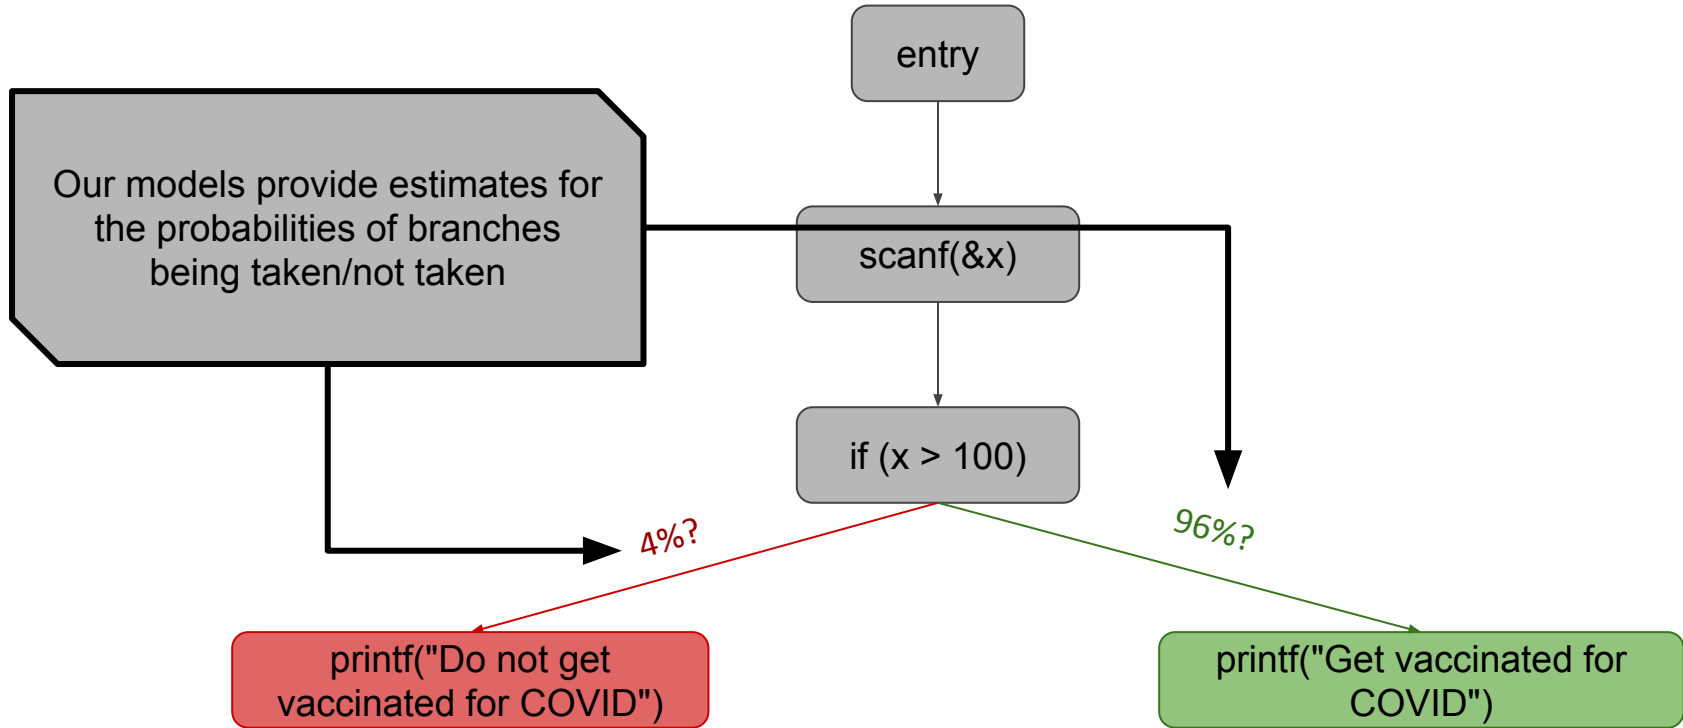 entry
Our models provide estimates for
the probabilities of branches
being taken/not taken
scanf(&x)
if (x > 100)
4%?
96%?
printf("Do not get
vaccinated for COVID")
printf("Get vaccinated for
COVID")